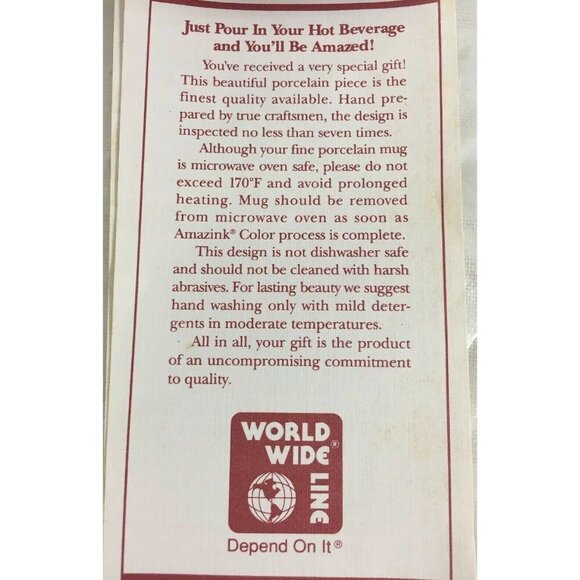 Just Pour In Your Hot Beverage
and You'll Be Amazed!
You've received a very special gift!
This beautiful porcelain piece is the
finest quality available. Hand pre-
pared by true craftsmen, the design is
inspected no less than seven times.
Although your fine porcelain mug
is microwave oven safe, please do not
exceed 170°F and avoid prolonged
heating. Mug should be removed
from microwave oven as soon as
Amazink® Color process is complete.
This design is not dishwasher safe
and should not be cleaned with harsh
abrasives. For lasting beauty we suggest
hand washing only with mild deter-
gents in moderate temperatures.
All in all, your gift is the product
of an uncompromising commitment
to quality.
WORLD
WIDE®
LINE
Depend On It®